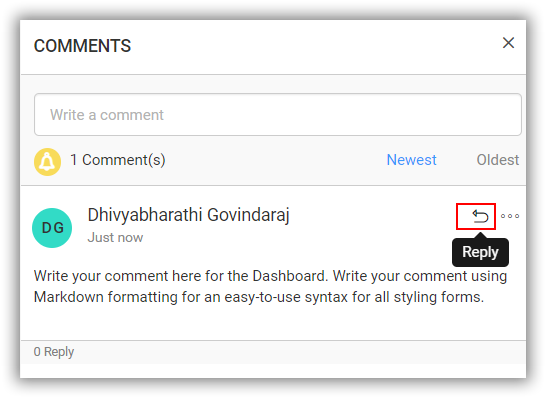 COMMENTS
Write a comment
1 Comment(s)
Newest
Oldest
DG
Dhivyabharathi Govindaraj
Just now
Reply
Write your comment here for the Dashboard. Write your comment using
Markdown formatting for an easy-to-use syntax for all styling forms.
0 Reply